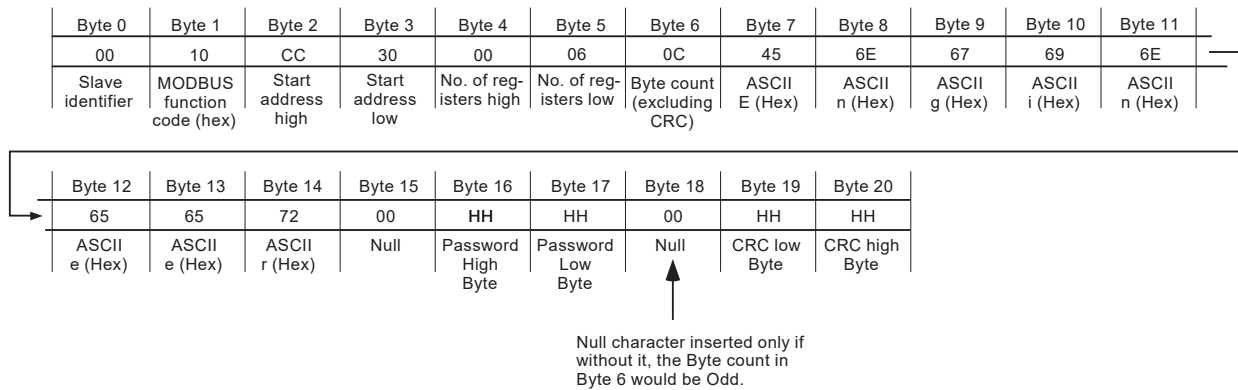 Byte 0 Byte 1 Byte 2 Byte 3 Byte 4 Byte 5 Byte 6 Byte 7 Byte 8 Byte 9 Byte 10 Byte 11
00 10 CC 30 00 06 0C 45 6E 67 69 6E
Slave MODBUS Start Start No. of reg- No. of reg- Byte count ASCII ASCII ASCII ASCII ASCII
identifier function address address isters high isters low (excluding E (Hex) n (Hex) g (Hex) i (Hex) n (Hex)
code (hex) high low CRC)
Byte 12 Byte 13 Byte 14 Byte 15 Byte 16 Byte 17 Byte 18 Byte 19 Byte 20
65 65 72 00 HH HH 00 HH HH
ASCII ASCII ASCII Null Password Password Null CRC low CRC high
e (Hex) e (Hex) r (Hex) High Low Byte Byte
Byte Byte
Null character inserted only if
without it, the Byte count in
Byte 6 would be Odd.